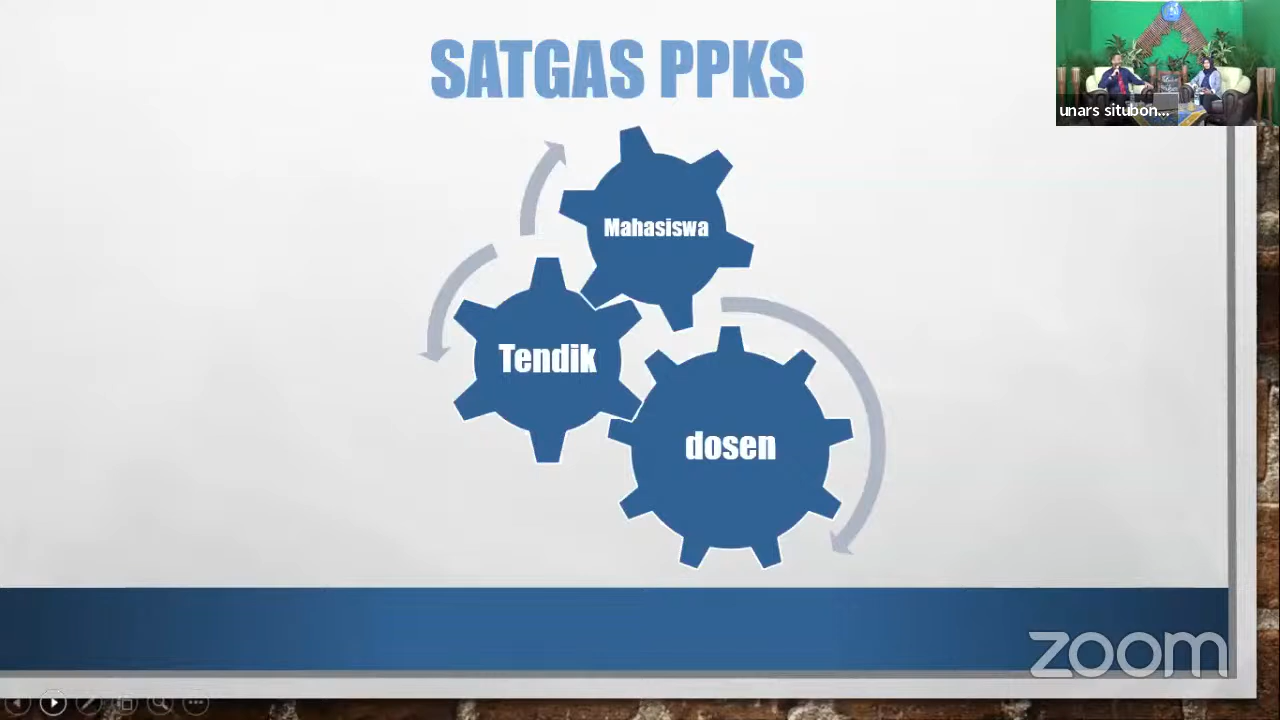 SATGAS PPKS
unars situbon...
Mahasiswa
Tendik
dosen
zoom